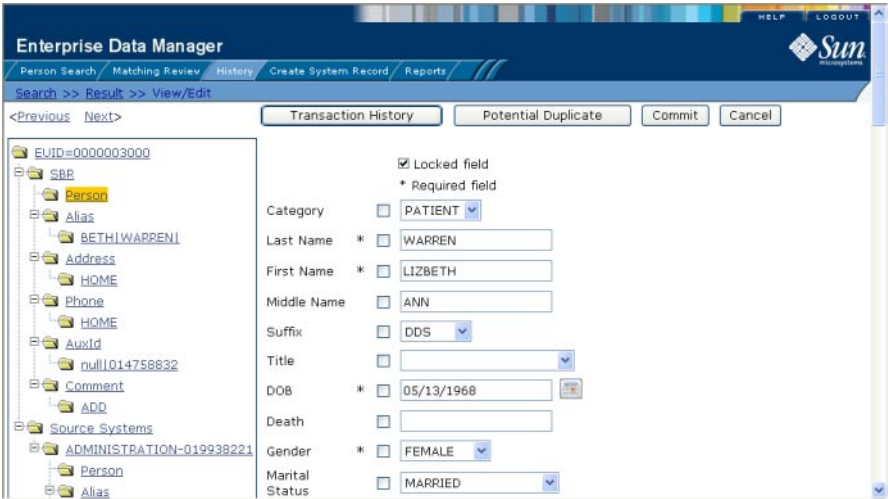 HELP LOGOUT
Enterprise Data Manager
Sun
microsystems
Person Search / Matching Review / History / Create System Record / Reports /
Search >> Result >> View/Edit
<Previous Next>
Transaction History Potential Duplicate Commit Cancel
EUID=0000003000
SBR
Person
Alias
BETH|WARREN|
Address
HOME
Phone
HOME
AuxId
null|014758832
Comment
ADD
Source Systems
ADMINISTRATION-019938221
Person
Alias
Locked field
* Required field
Category PATIENT
Last Name * WARREN
First Name * LIZBETH
Middle Name ANN
Suffix DDS
Title
DOB * 05/13/1968
Death
Gender * FEMALE
Marital Status MARRIED